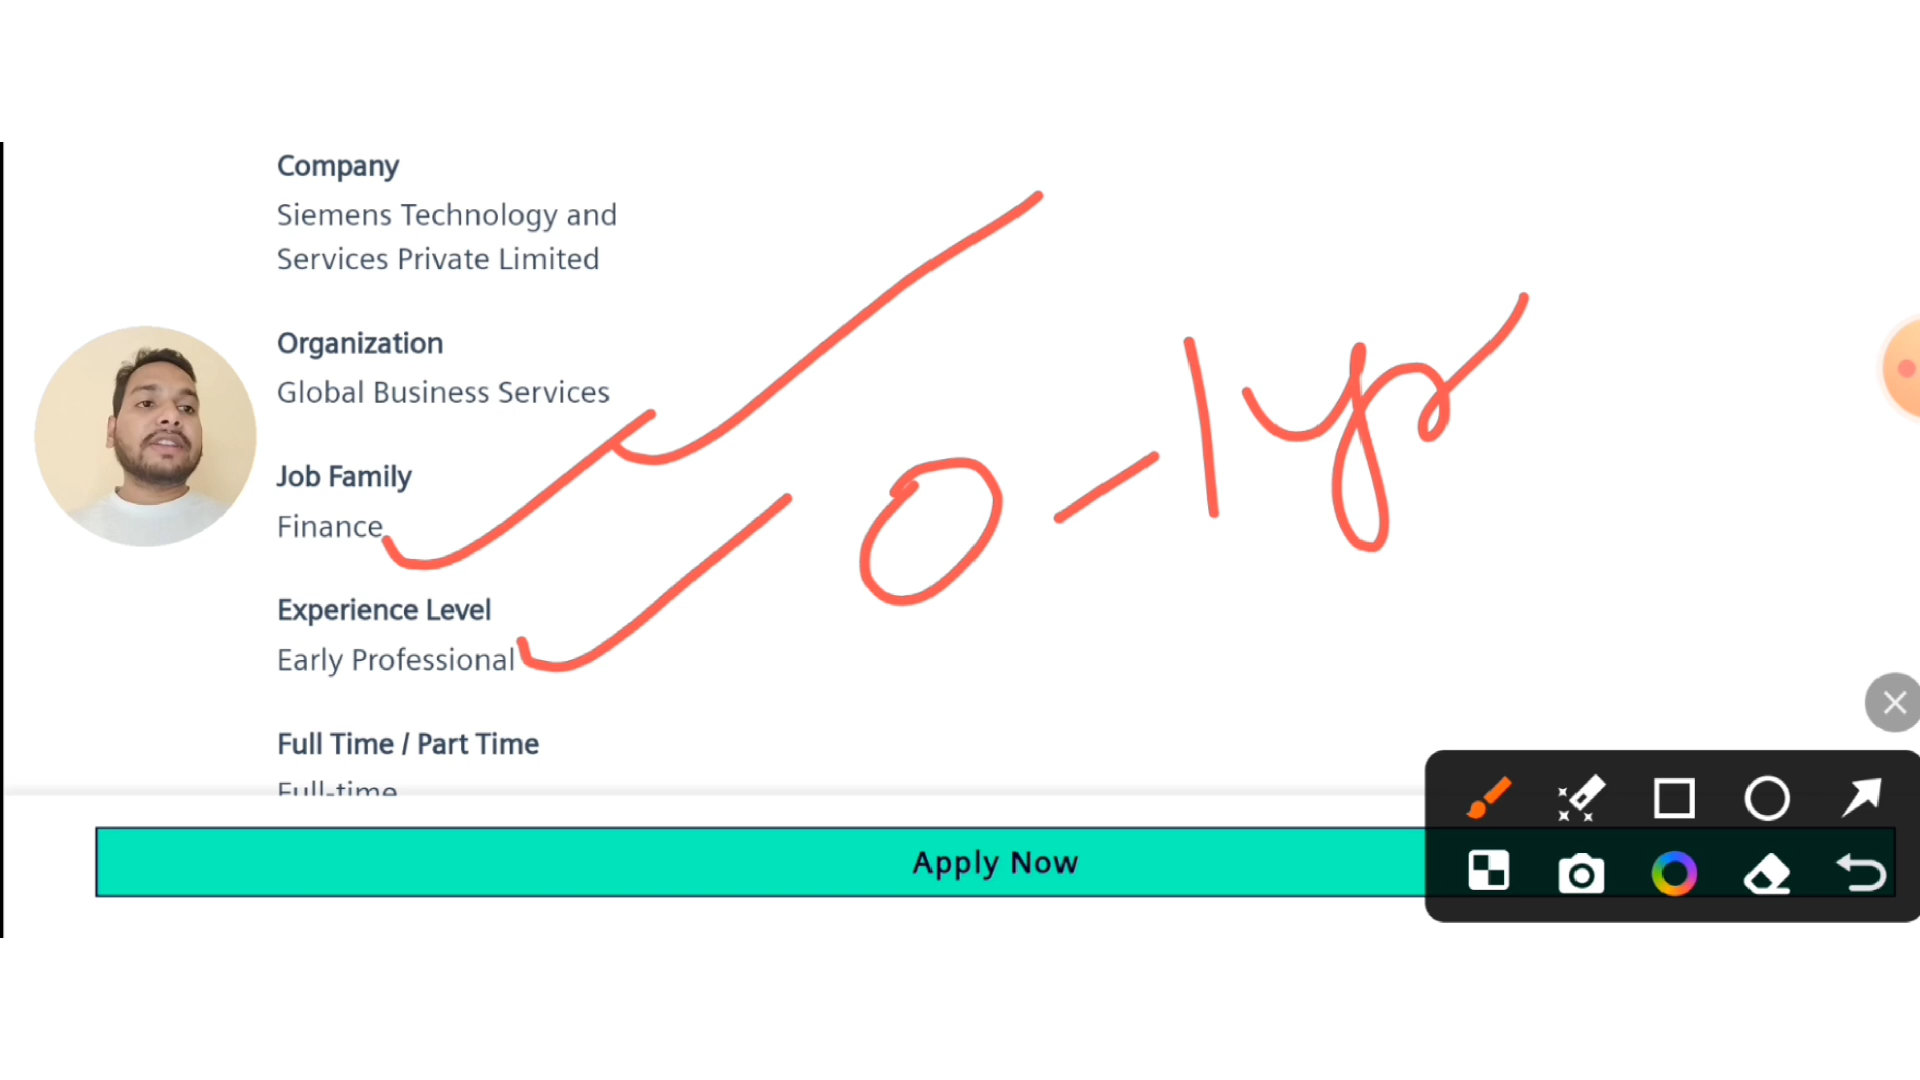 Company
Siemens Technology and
Services Private Limited
Organization
Global Business Services
Job Family
Finance
Experience Level
Early Professional
0-1yr
Full Time / Part Time
Full-time
Apply Now